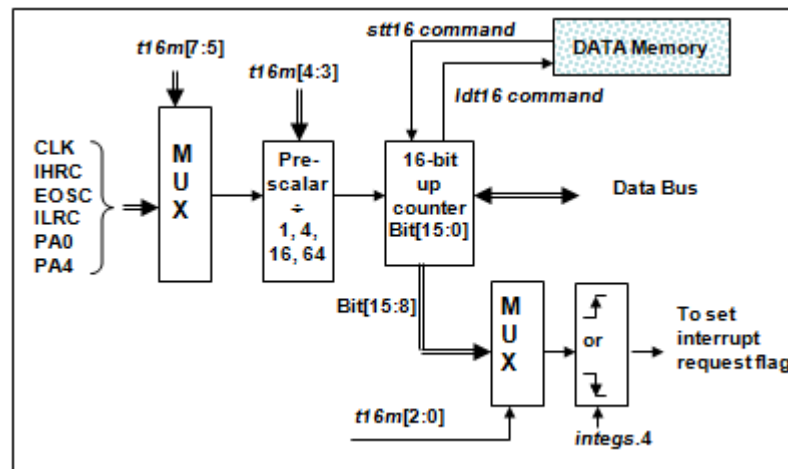 stt16 command
DATA Memory
t16m[7:5]
t16m[4:3]
ldt16 command
CLK
IHRC
EOSC
ILRC
PA0
PA4
M
U
X
Pre-
scalar
÷
1, 4,
16, 64
16-bit
up
counter
Bit[15:0]
Data Bus
Bit[15:8]
M
U
X
or
To set
interrupt
request flag
t16m[2:0]
integs.4